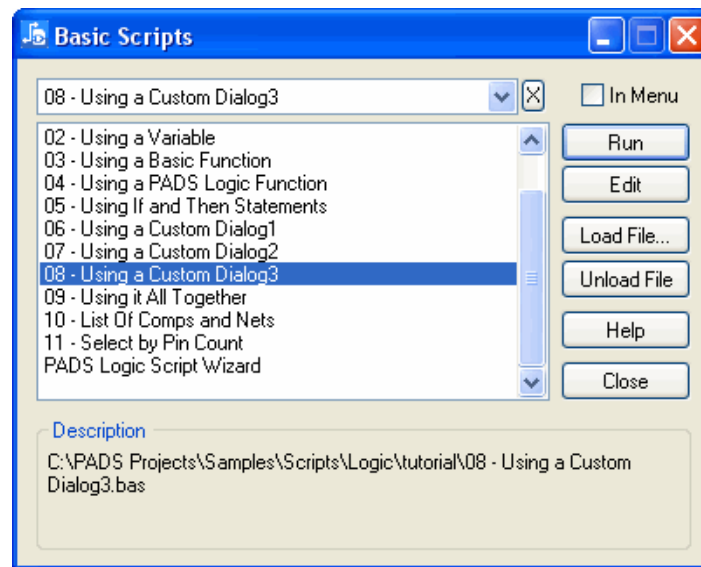 Basic Scripts
08 - Using a Custom Dialog3
In Menu
02 - Using a Variable
03 - Using a Basic Function
04 - Using a PADS Logic Function
05 - Using If and Then Statements
06 - Using a Custom Dialog1
07 - Using a Custom Dialog2
08 - Using a Custom Dialog3
09 - Using it All Together
10 - List Of Comps and Nets
11 - Select by Pin Count
PADS Logic Script Wizard
Run
Edit
Load File...
Unload File
Help
Close
Description
C:\PADS Projects\Samples\Scripts\Logic\tutorial\08 - Using a Custom
Dialog3.bas